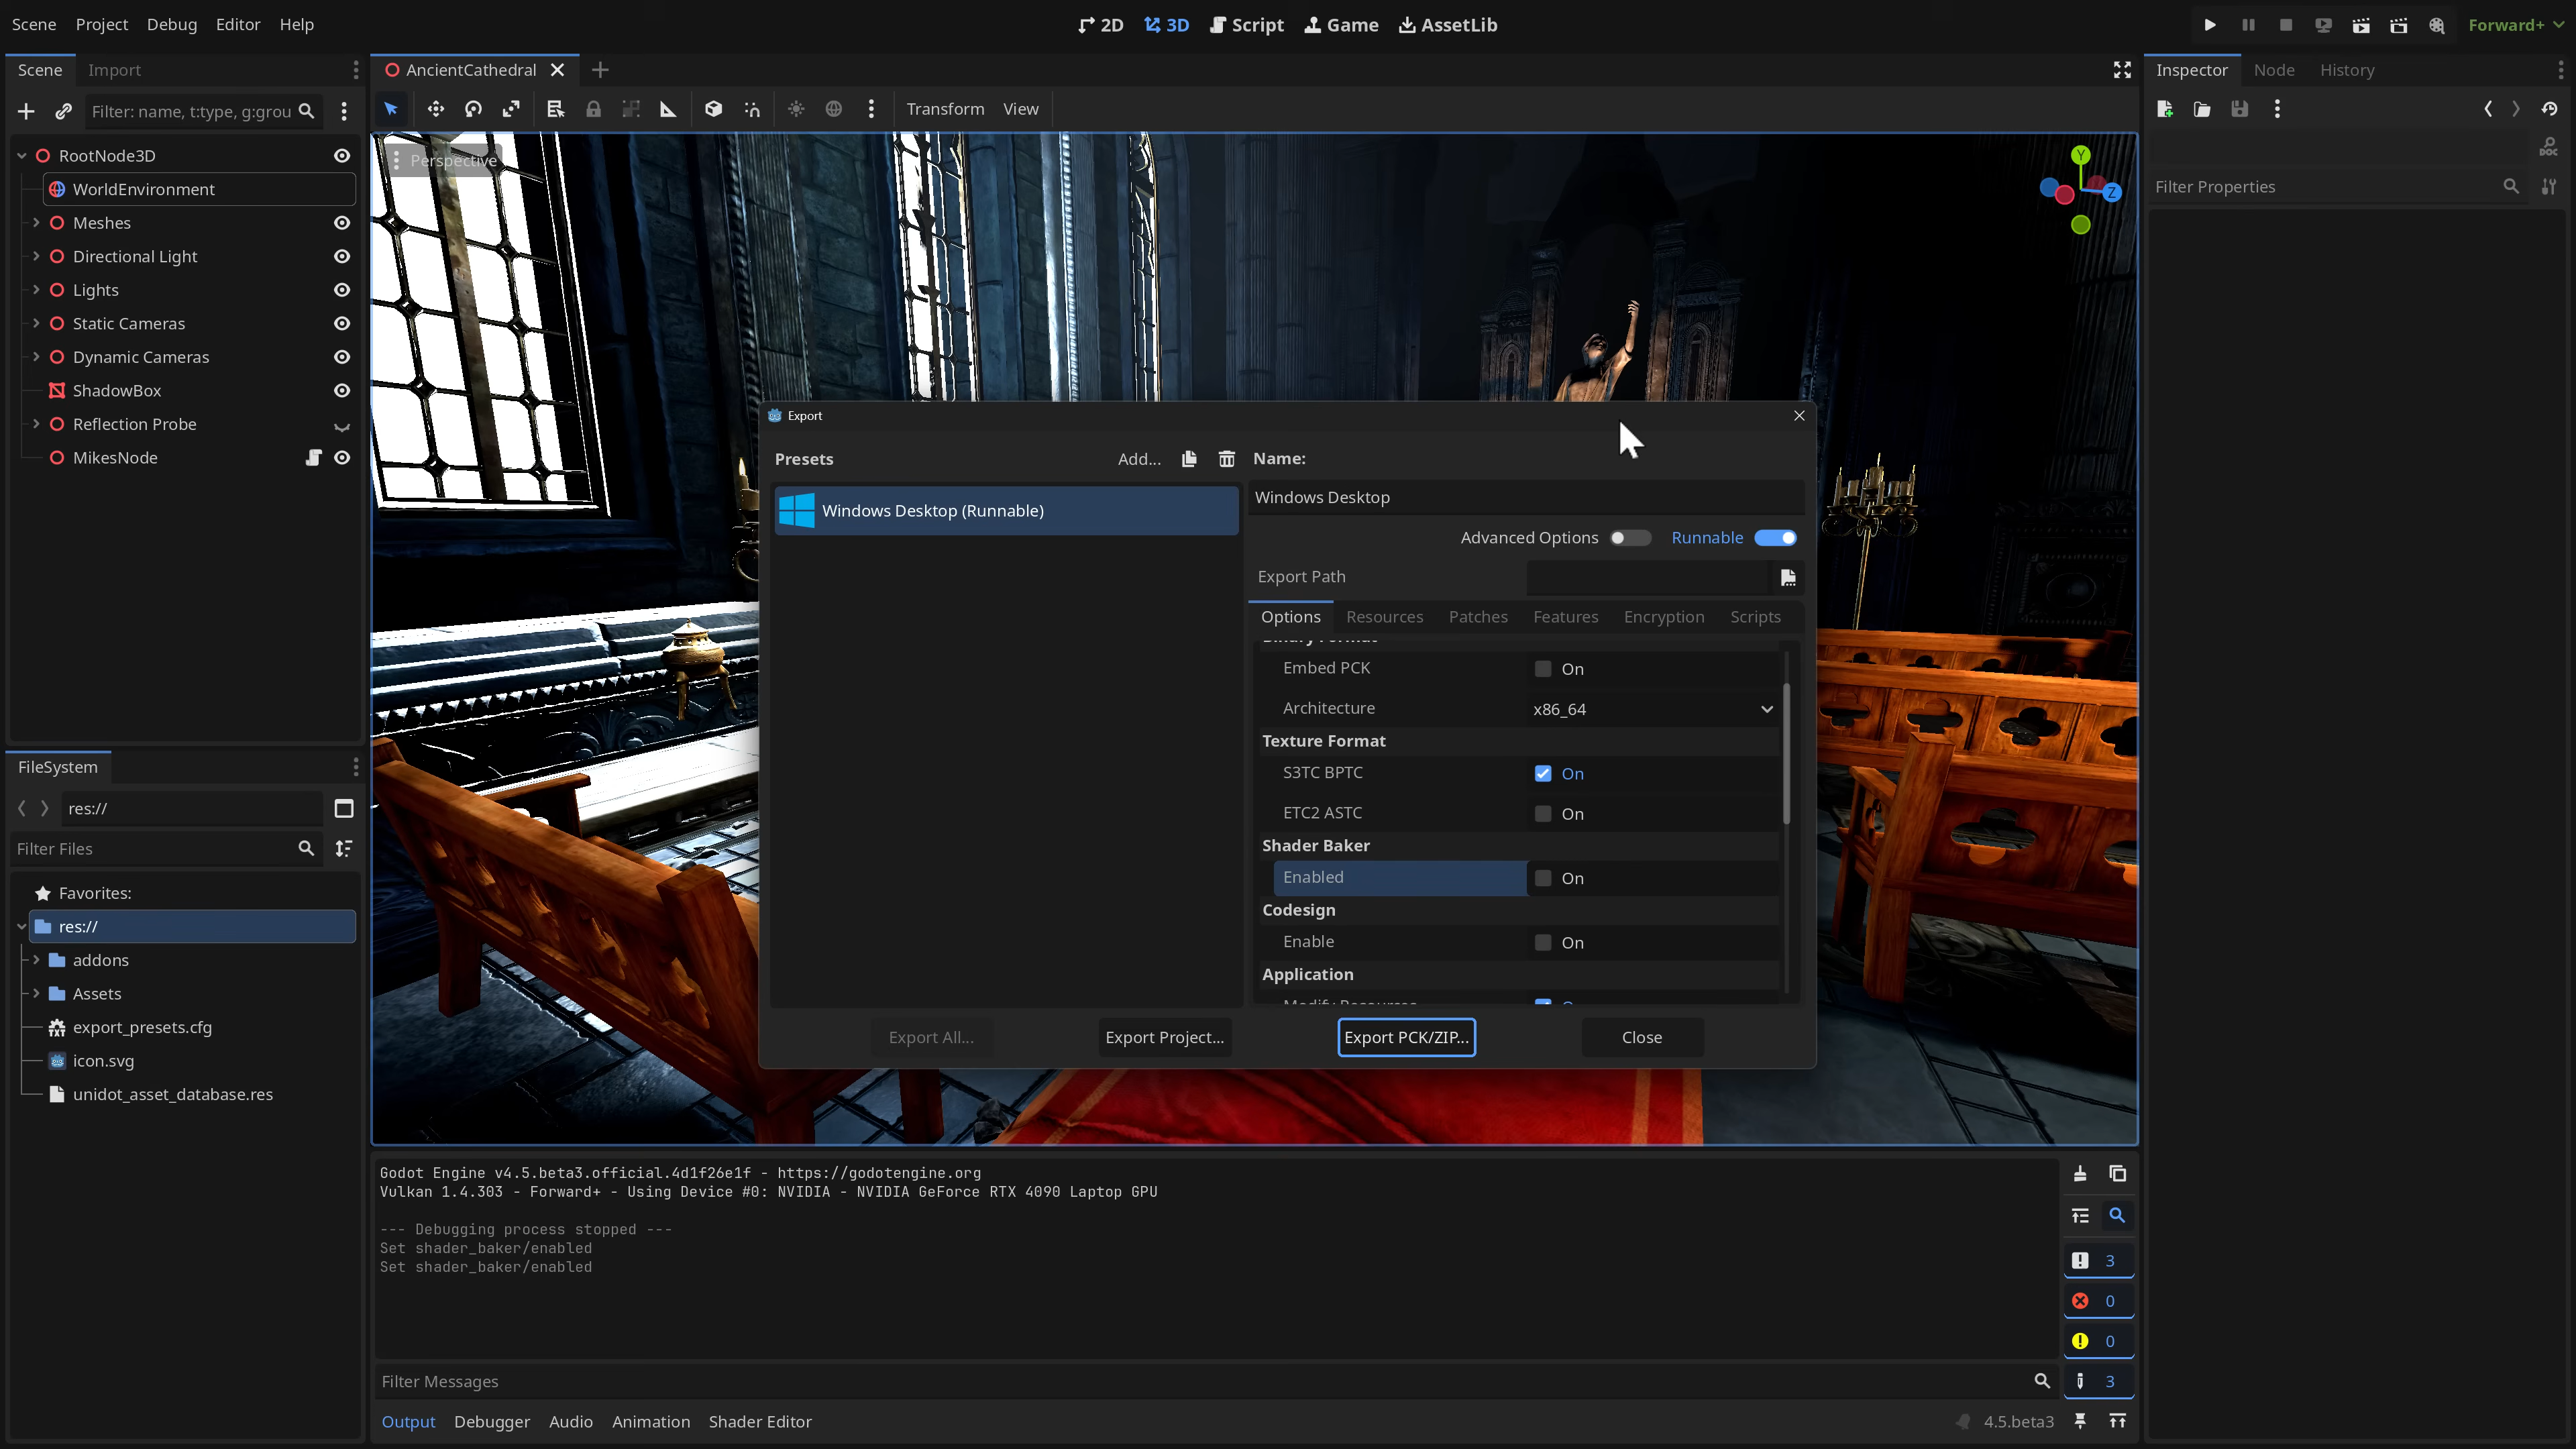 Scene Project Debug Editor Help
2D 3D Script Game AssetLib
Forward+
Scene Import
Filter: name, t:type, g:grou
RootNode3D
WorldEnvironment
Meshes
Directional Light
Lights
Static Cameras
Dynamic Cameras
ShadowBox
Reflection Probe
MikesNode
FileSystem
res://
Filter Files
Favorites:
res://
addons
Assets
export_presets.cfg
icon.svg
unidot_asset_database.res
AncientCathedral
Transform View
Perspective
Y
Z
Export
Presets Add...
Windows Desktop (Runnable)
Name:
Windows Desktop
Advanced Options Runnable
Export Path
Options Resources Patches Features Encryption Scripts
Binary Format
Embed PCK On
Architecture x86_64
Texture Format
S3TC BPTC On
ETC2 ASTC On
Shader Baker
Enabled On
Codesign
Enable On
Application
Modify Resources On
Export All... Export Project... Export PCK/ZIP... Close
Godot Engine v4.5.beta3.official.4d1f26e1f - https://godotengine.org
Vulkan 1.4.303 - Forward+ - Using Device #0: NVIDIA - NVIDIA GeForce RTX 4090 Laptop GPU
--- Debugging process stopped ---
Set shader_baker/enabled
Set shader_baker/enabled
3
0
0
3
Filter Messages
Output Debugger Audio Animation Shader Editor
4.5.beta3
Inspector Node History
DOC
Filter Properties